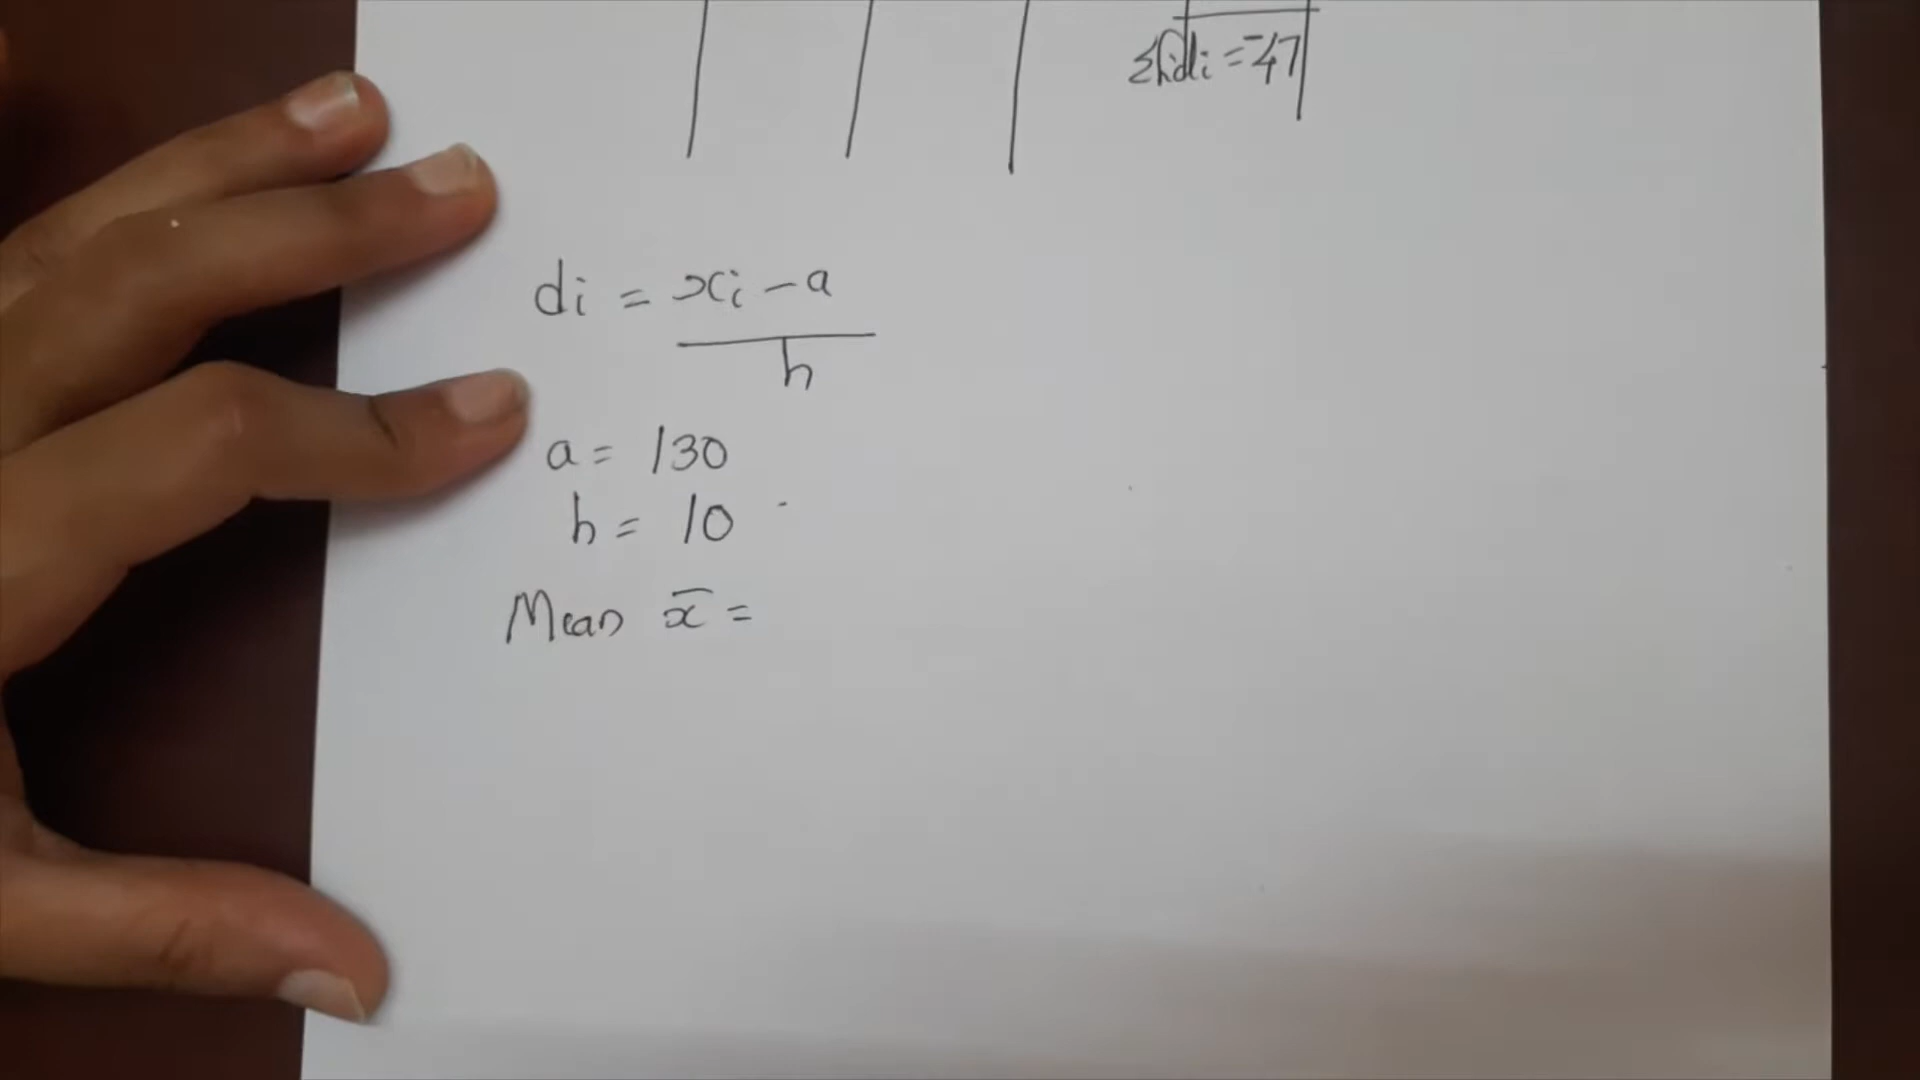 Σfidi = -47
di = xi - a
h
a = 130
h = 10
Mean x̄ =